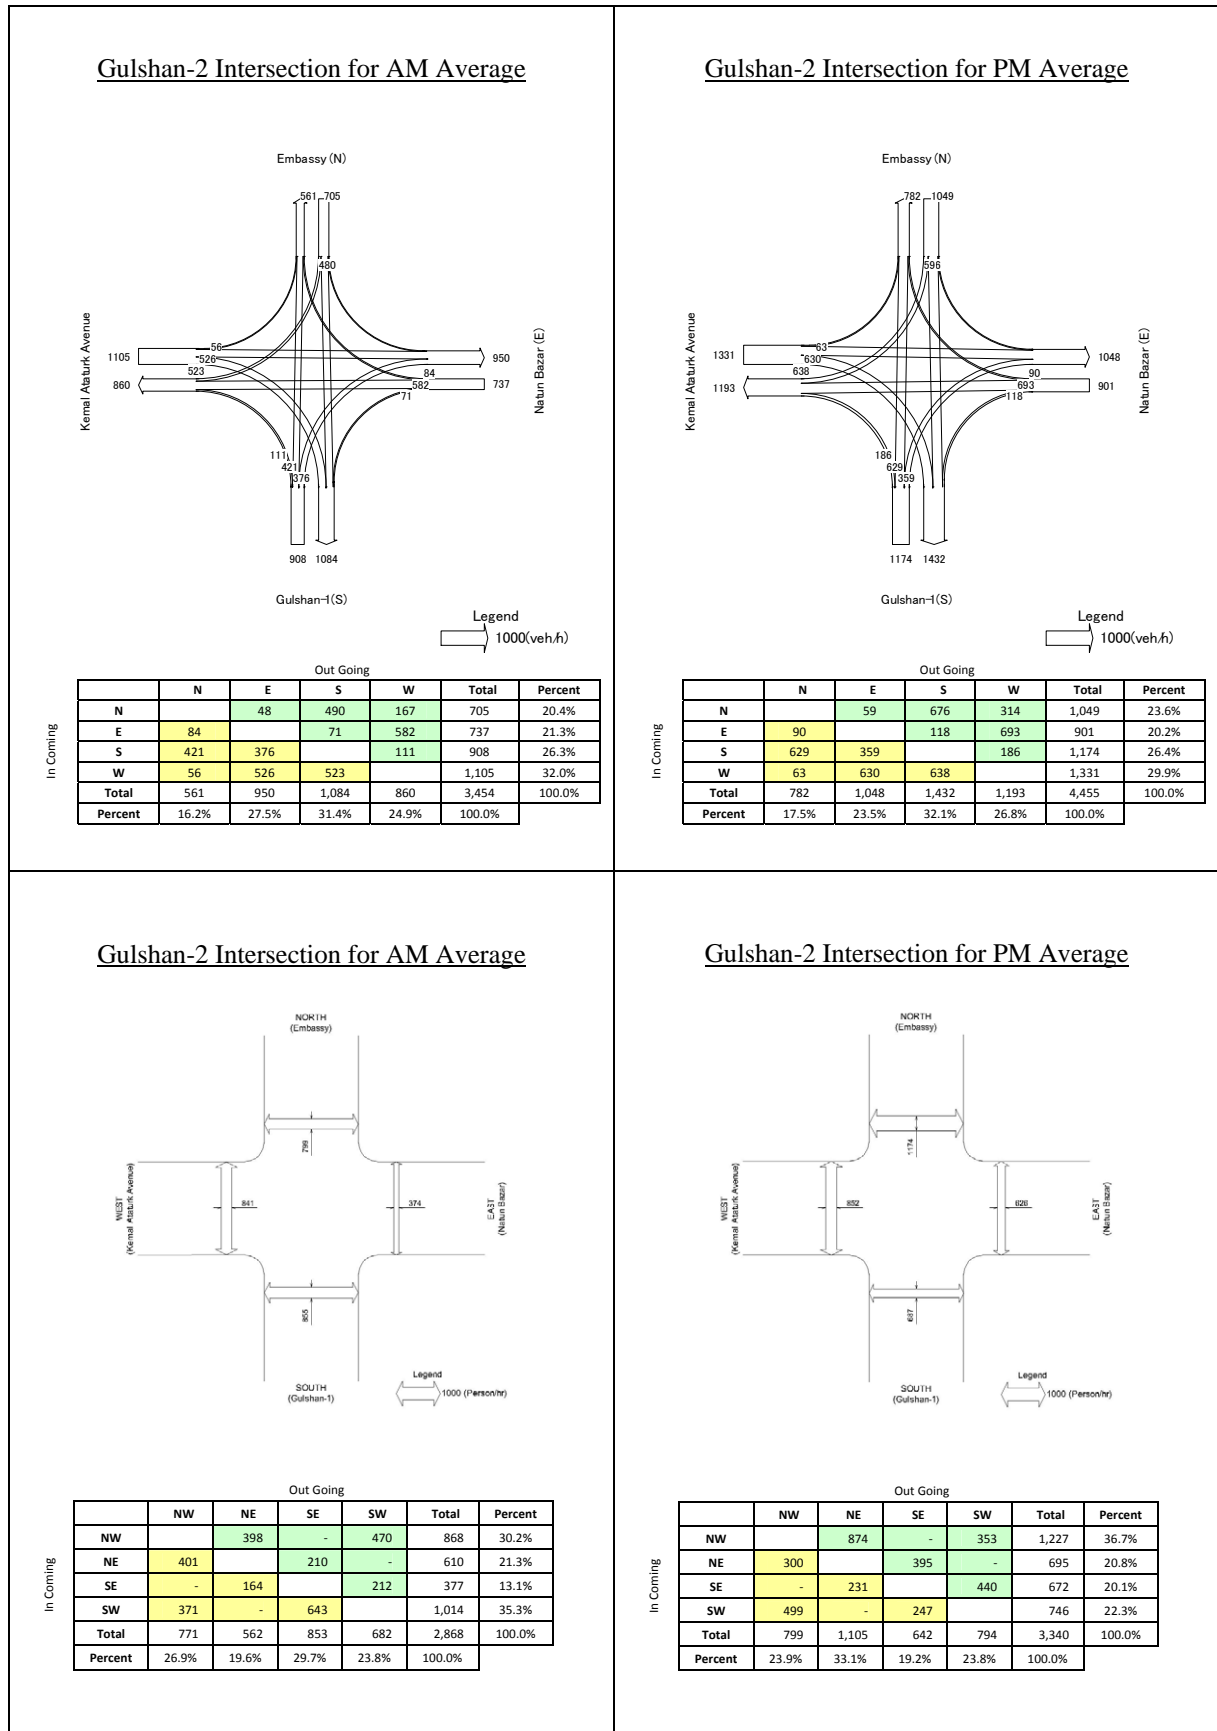 Gulshan-2 Intersection for AM Average
Embassy (N)
561 705
480
Kemal Ataturk Avenue
Natun Bazar (E)
1105
56
526
523
860
950
84
582
71
737
111
421
376
908 1084
Gulshan-1(S)
Legend
1000(veh/h)
Out Going
In Coming
N E S W Total Percent
N 48 490 167 705 20.4%
E 84 71 582 737 21.3%
S 421 376 111 908 26.3%
W 56 526 523 1,105 32.0%
Total 561 950 1,084 860 3,454 100.0%
Percent 16.2% 27.5% 31.4% 24.9% 100.0%
Gulshan-2 Intersection for PM Average
Embassy (N)
782 1049
596
Kemal Ataturk Avenue
Natun Bazar (E)
1331
63
630
638
1193
1048
90
693
118
901
186
629
359
1174 1432
Gulshan-1(S)
Legend
1000(veh/h)
Out Going
In Coming
N E S W Total Percent
N 59 676 314 1,049 23.6%
E 90 118 693 901 20.2%
S 629 359 186 1,174 26.4%
W 63 630 638 1,331 29.9%
Total 782 1,048 1,432 1,193 4,455 100.0%
Percent 17.5% 23.5% 32.1% 26.8% 100.0%
Gulshan-2 Intersection for AM Average
NORTH
(Embassy)
799
WEST
(Kemal Ataturk Avenue)
841
374
EAST
(Natun Bazar)
855
SOUTH
(Gulshan-1)
Legend
1000 (Person/hr)
Out Going
In Coming
NW NE SE SW Total Percent
NW 398 - 470 868 30.2%
NE 401 210 - 610 21.3%
SE - 164 212 377 13.1%
SW 371 - 643 1,014 35.3%
Total 771 562 853 682 2,868 100.0%
Percent 26.9% 19.6% 29.7% 23.8% 100.0%
Gulshan-2 Intersection for PM Average
NORTH
(Embassy)
1174
WEST
(Kemal Ataturk Avenue)
852
626
EAST
(Natun Bazar)
687
SOUTH
(Gulshan-1)
Legend
1000 (Person/hr)
Out Going
In Coming
NW NE SE SW Total Percent
NW 874 - 353 1,227 36.7%
NE 300 395 - 695 20.8%
SE - 231 440 672 20.1%
SW 499 - 247 746 22.3%
Total 799 1,105 642 794 3,340 100.0%
Percent 23.9% 33.1% 19.2% 23.8% 100.0%